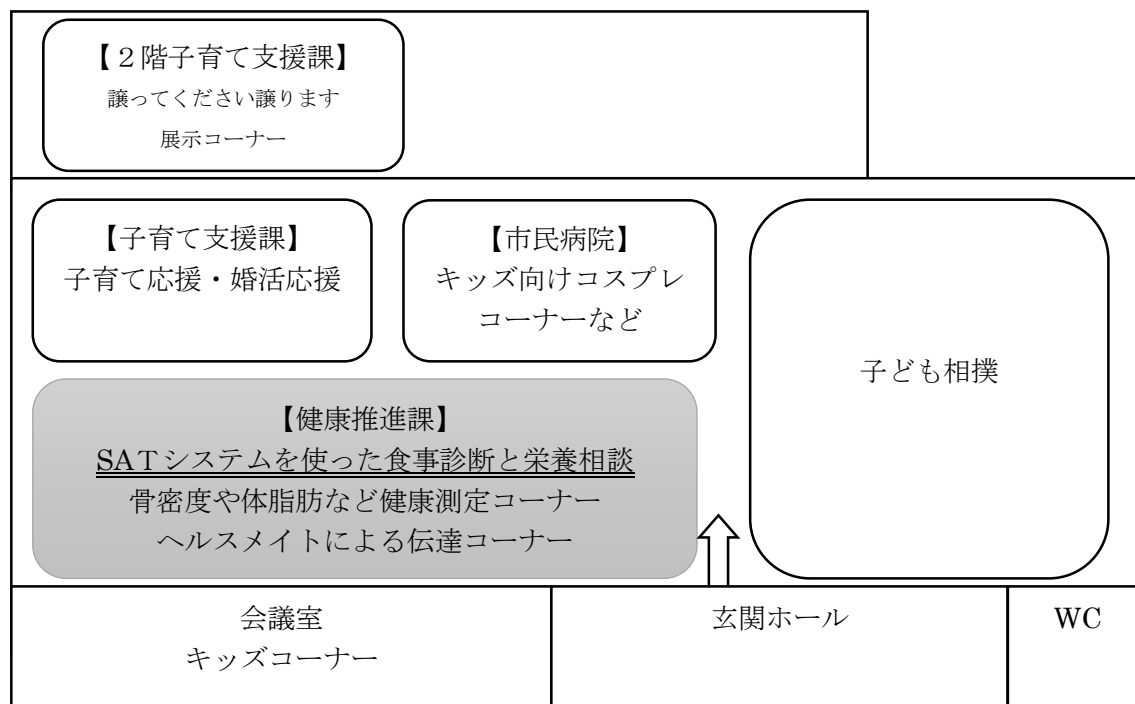 【２階子育て支援課】
譲ってください譲ります
展示コーナー
【子育て支援課】
子育て応援・婚活応援
【市民病院】
キッズ向けコスプレ
コーナーなど
子ども相撲
【健康推進課】
SATシステムを使った食事診断と栄養相談
骨密度や体脂肪など健康測定コーナー
ヘルスメイトによる伝達コーナー
会議室
キッズコーナー
玄関ホール
WC